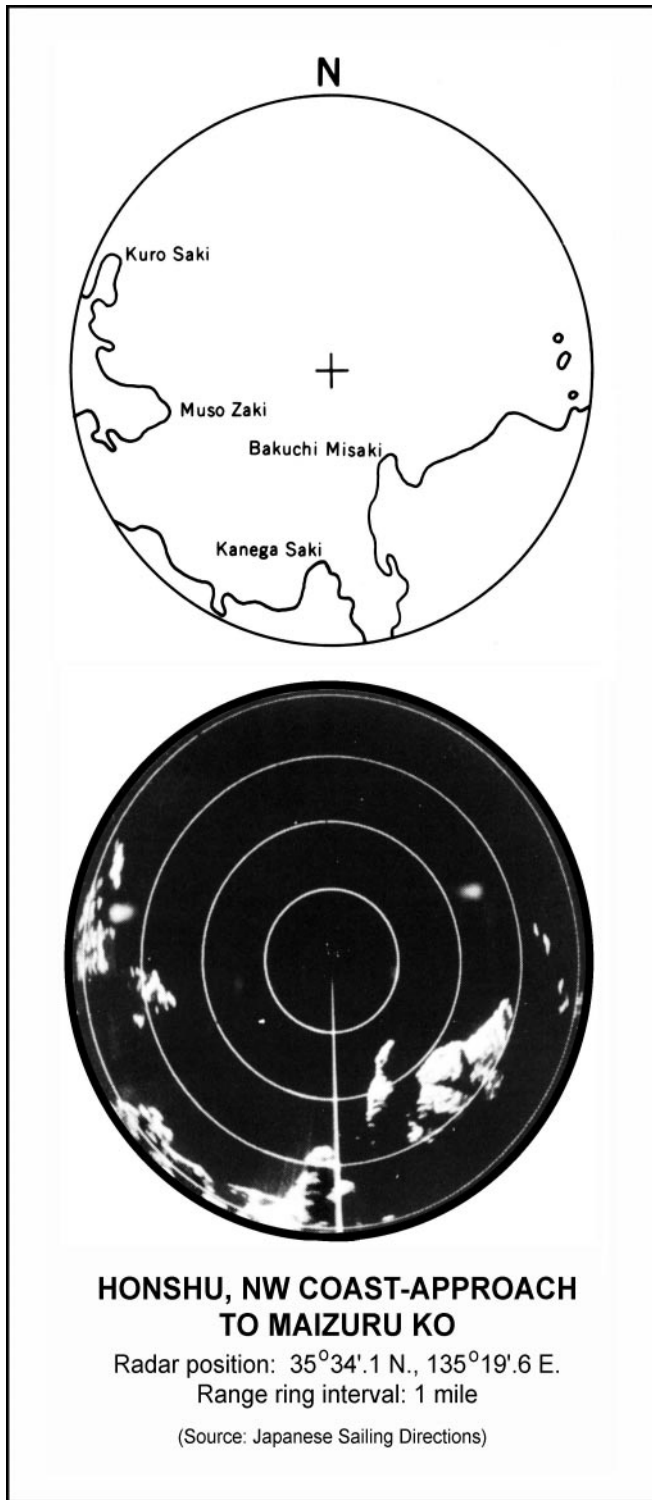 N
Kuro Saki
Muso Zaki
Bakuchi Misaki
Kanega Saki
HONSHU, NW COAST-APPROACH
TO MAIZURU KO
Radar position: 35°34'.1 N., 135°19'.6 E.
Range ring interval: 1 mile
(Source: Japanese Sailing Directions)